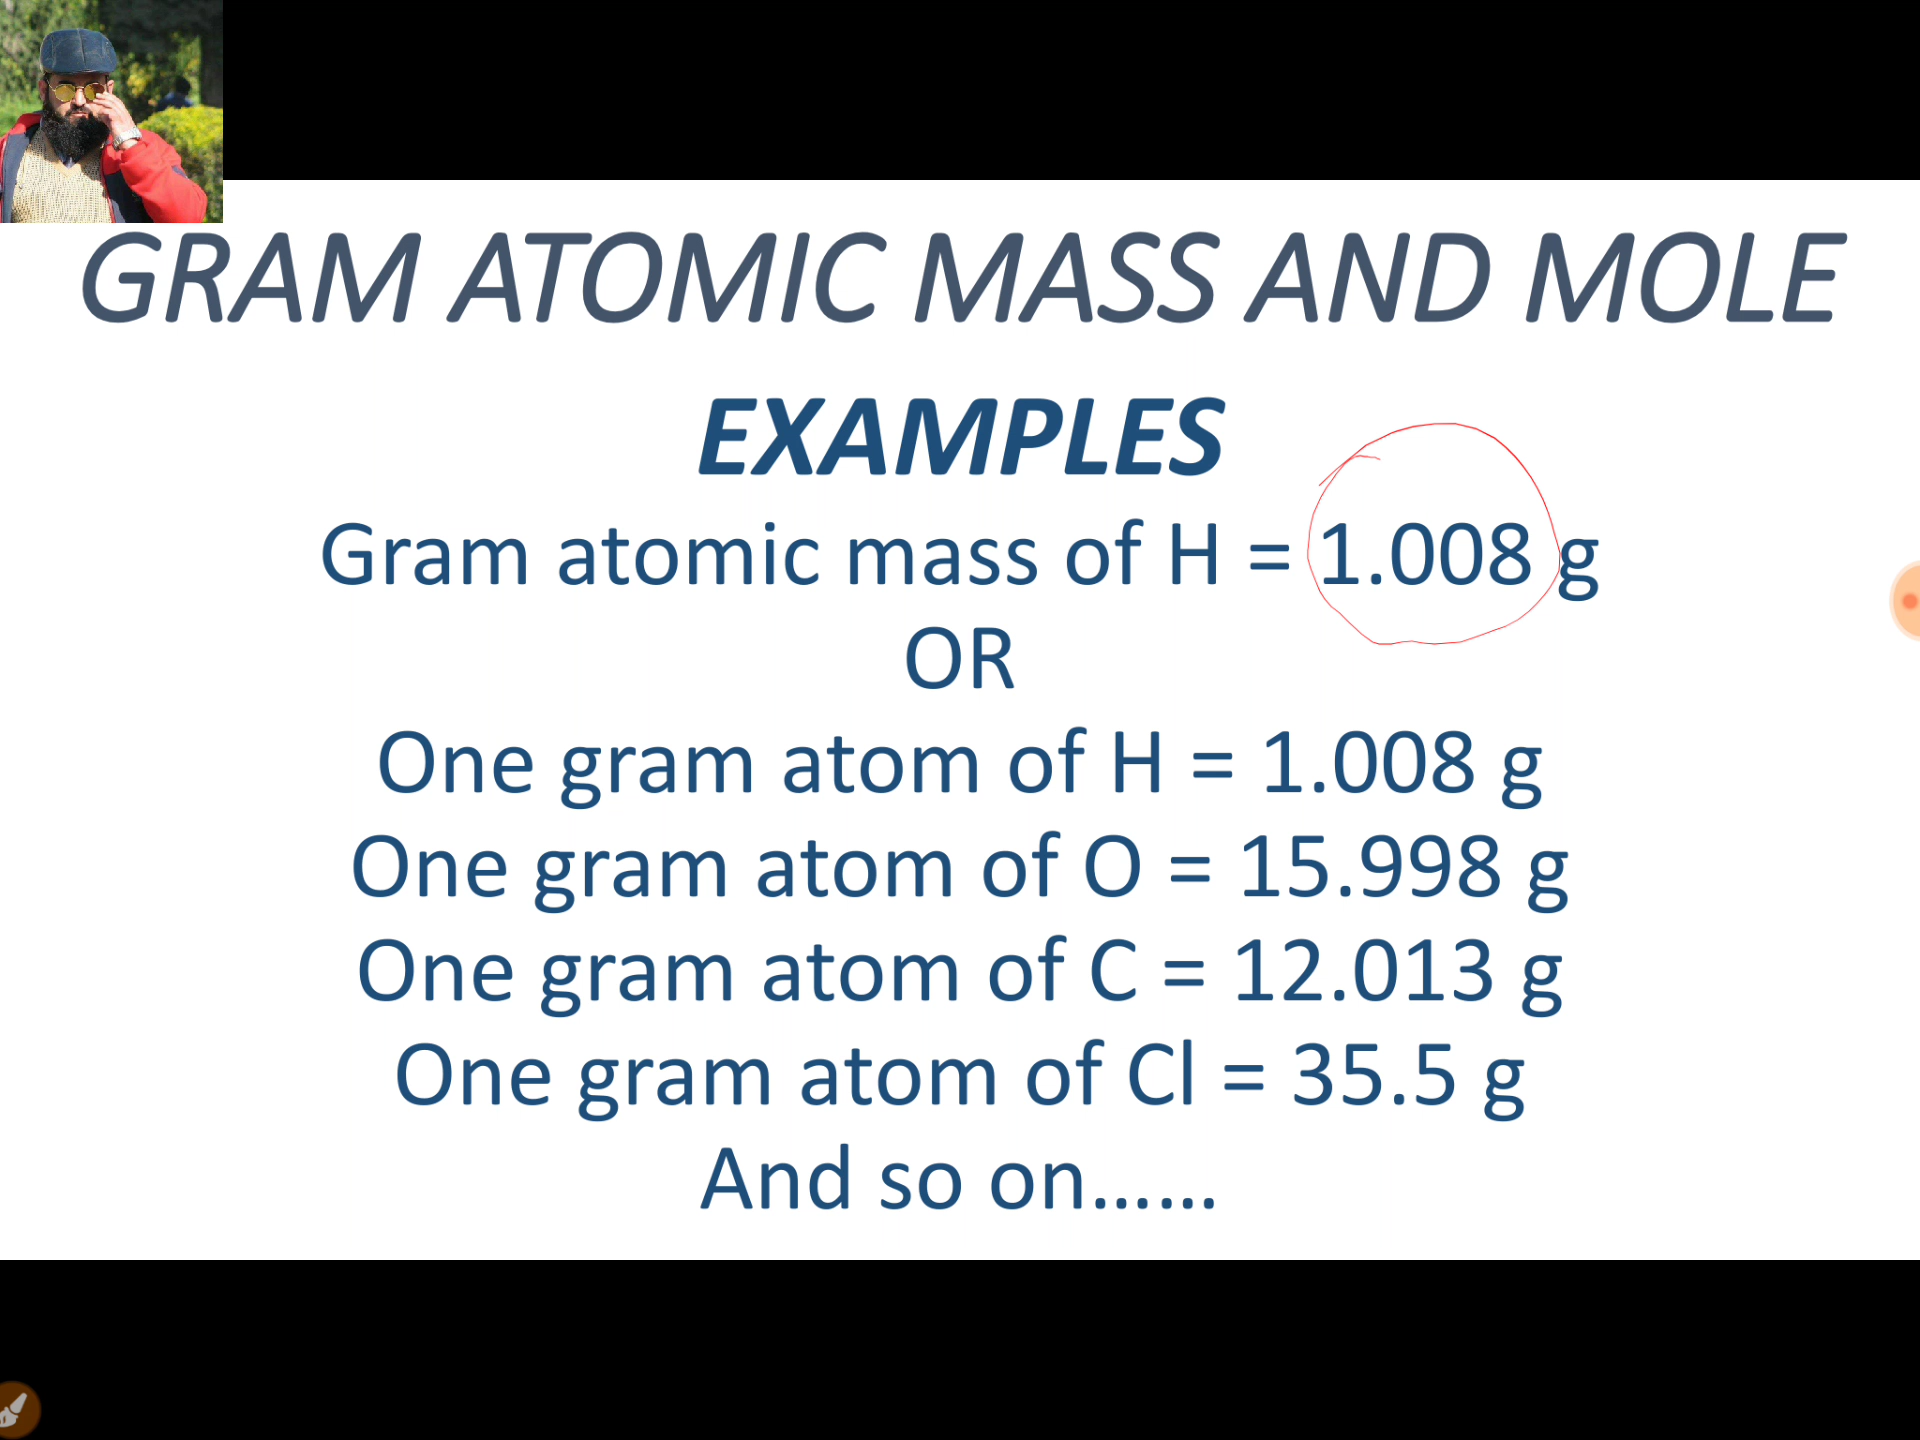 GRAM ATOMIC MASS AND MOLE
EXAMPLES
Gram atomic mass of H = 1.008 g
OR
One gram atom of H = 1.008 g
One gram atom of O = 15.998 g
One gram atom of C = 12.013 g
One gram atom of Cl = 35.5 g
And so on......